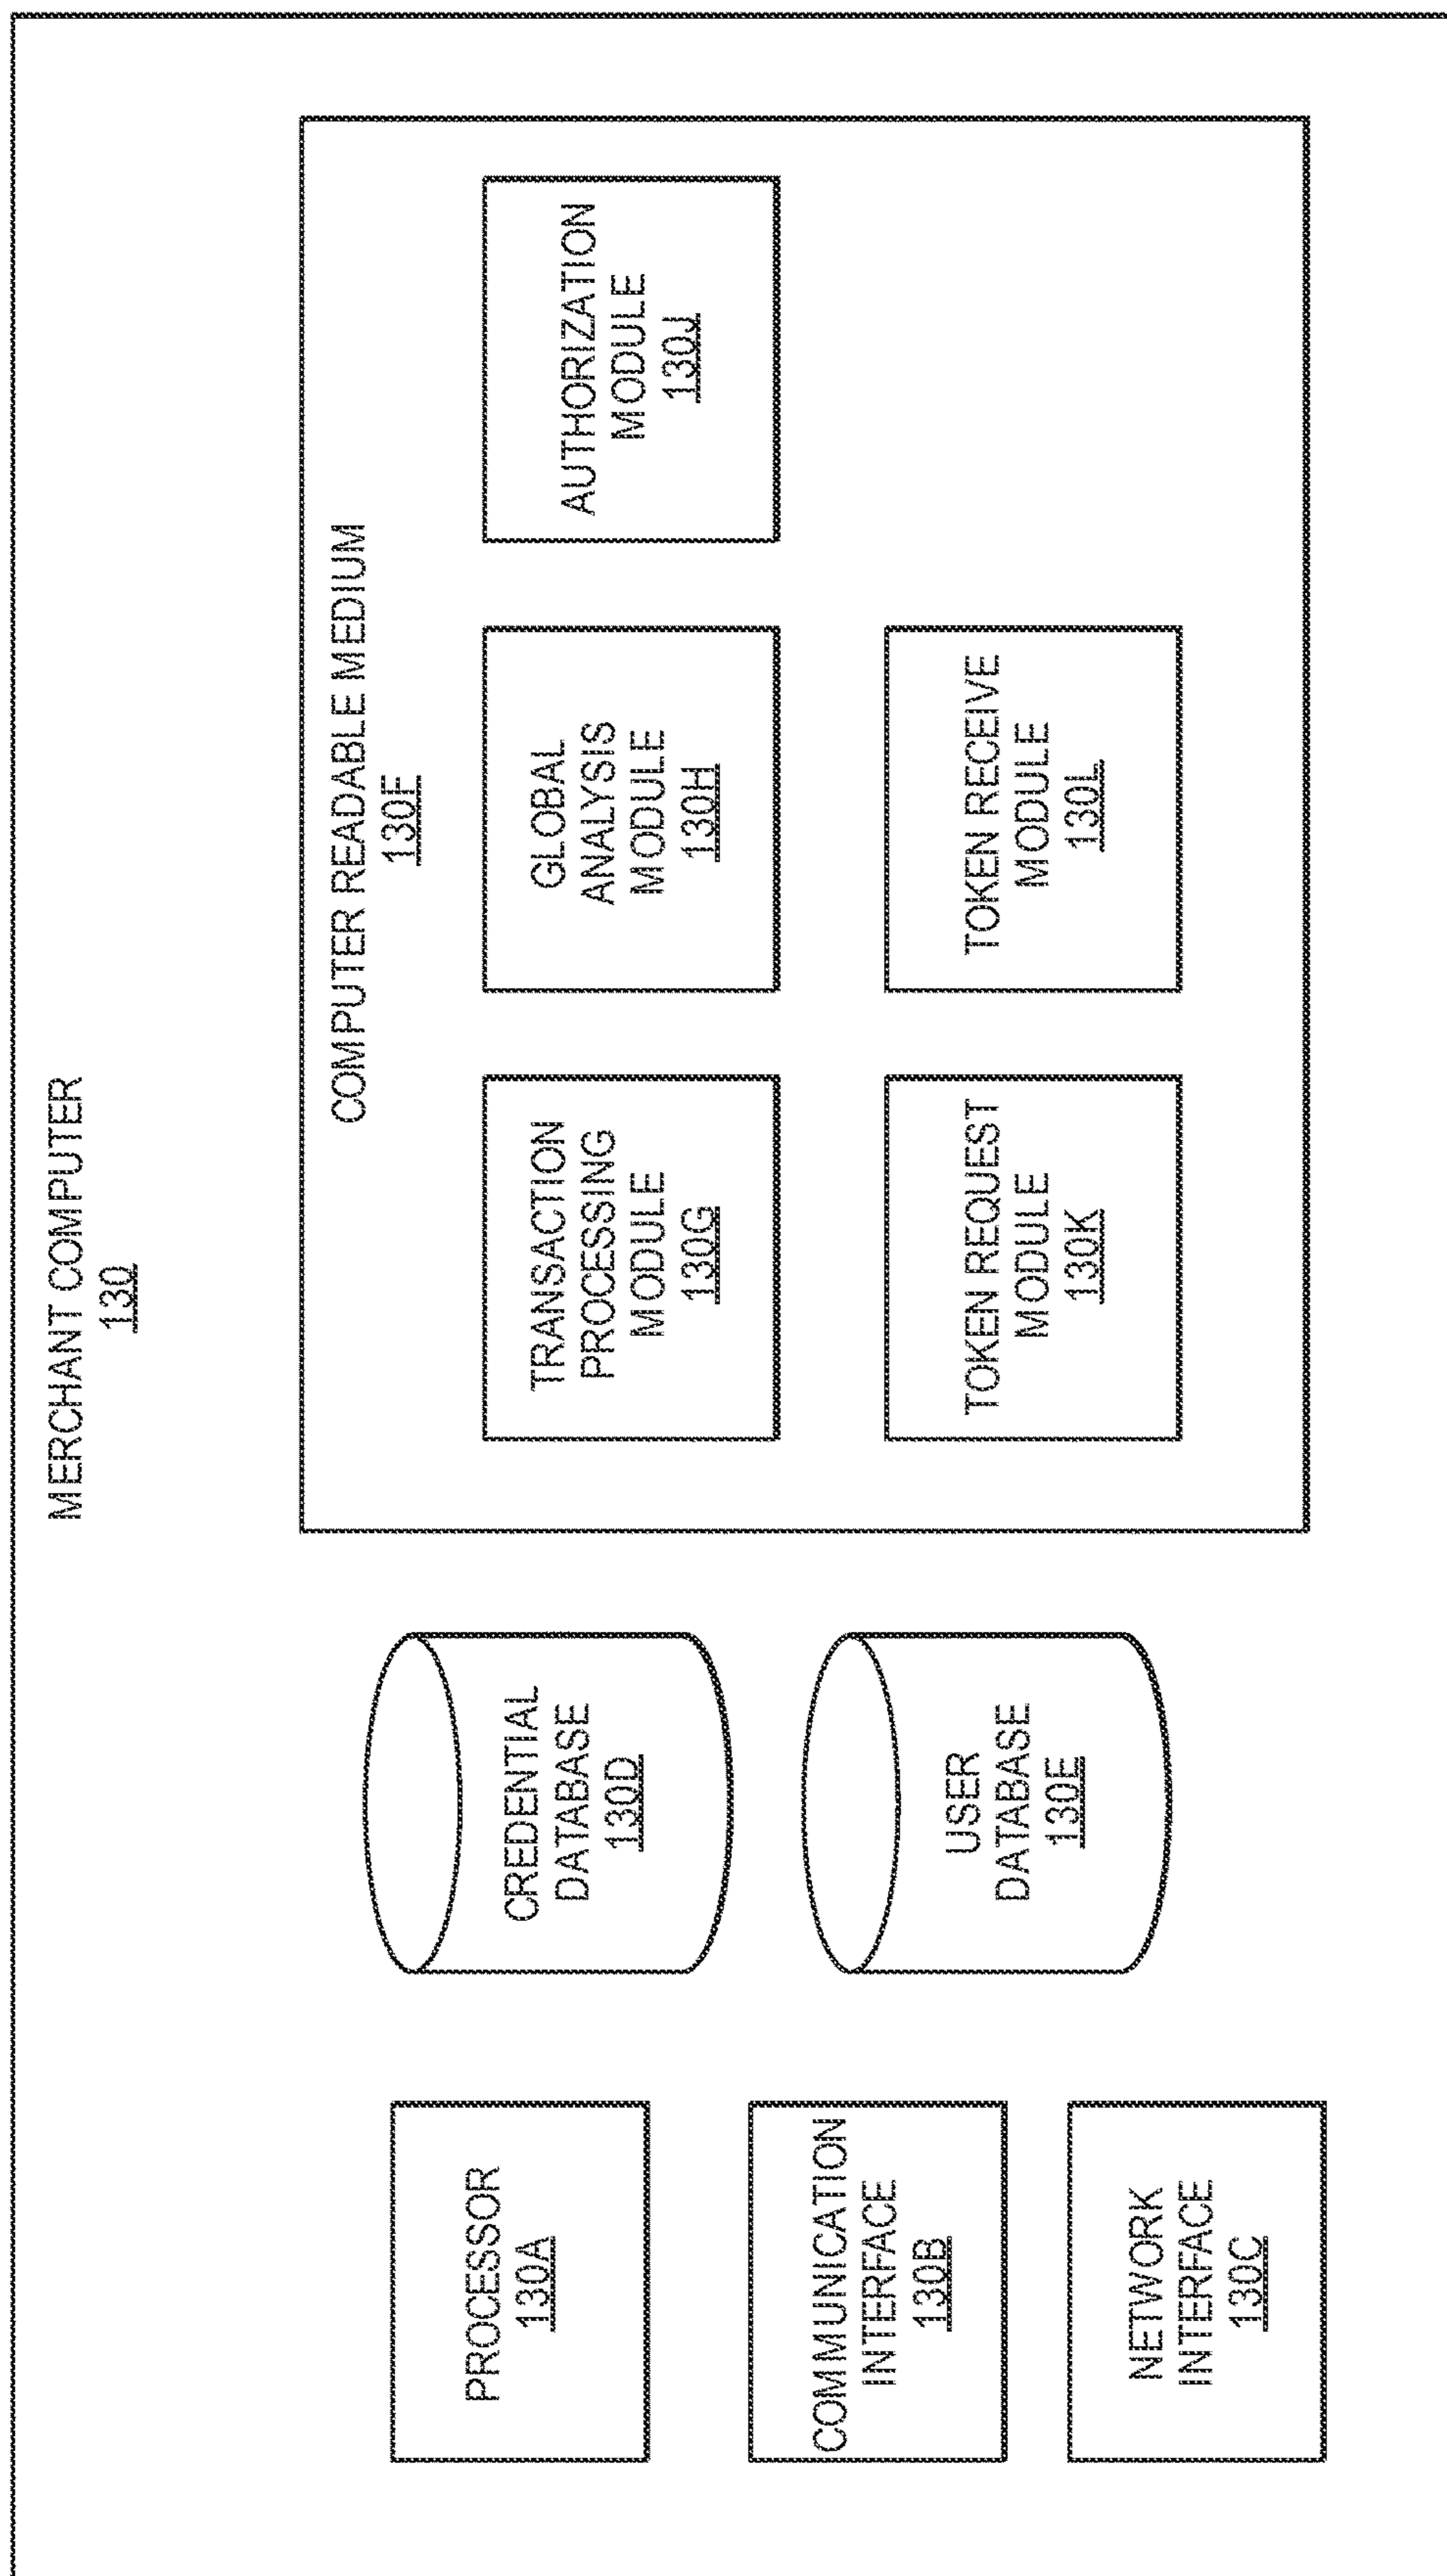 MERCHANT COMPUTER
130
PROCESSOR
130A
COMMUNICATION
INTERFACE
130B
NETWORK
INTERFACE
130C
CREDENTIAL
DATABASE
130D
USER
DATABASE
130E
COMPUTER READABLE MEDIUM
130F
TRANSACTION
PROCESSING
MODULE
130G
GLOBAL
ANALYSIS
MODULE
130H
AUTHORIZATION
MODULE
130J
TOKEN REQUEST
MODULE
130K
TOKEN RECEIVE
MODULE
130L